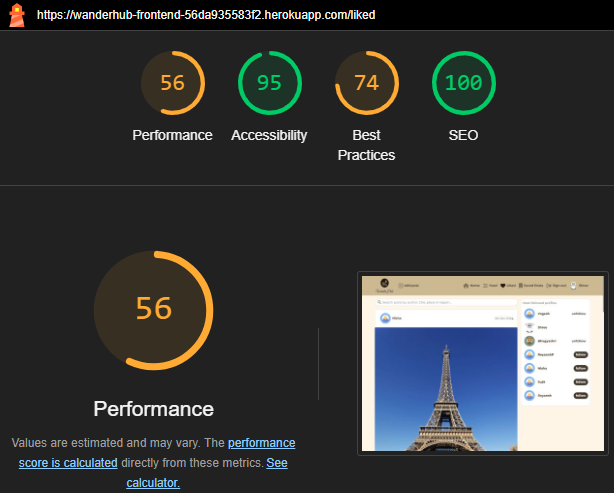 https://wanderhub-frontend-56da935583f2.herokuapp.com/liked
56
95
74
100
Performance
Accessibility
Best
Practices
SEO
56
Performance
Values are estimated and may vary. The performance
score is calculated directly from these metrics. See
calculator.